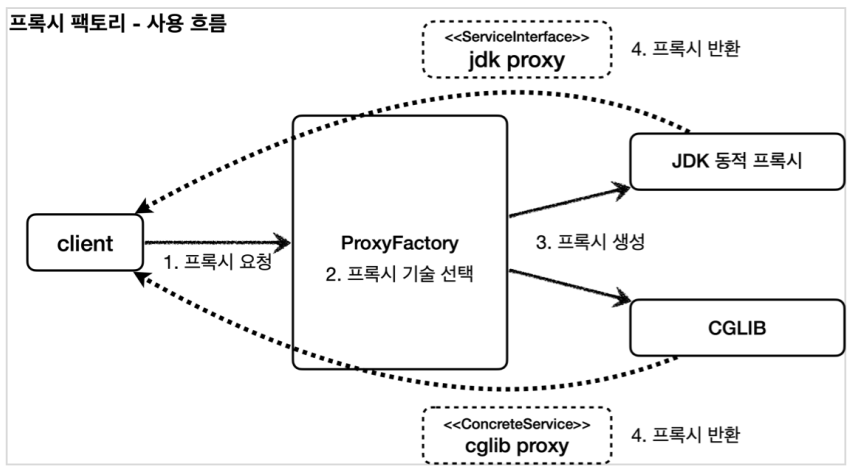 프록시 팩토리 - 사용 흐름
<<ServiceInterface>>
jdk proxy
4. 프록시 반환
JDK 동적 프록시
client
1. 프록시 요청
ProxyFactory
2. 프록시 기술 선택
3. 프록시 생성
CGLIB
<<ConcreteService>>
cglib proxy
4. 프록시 반환